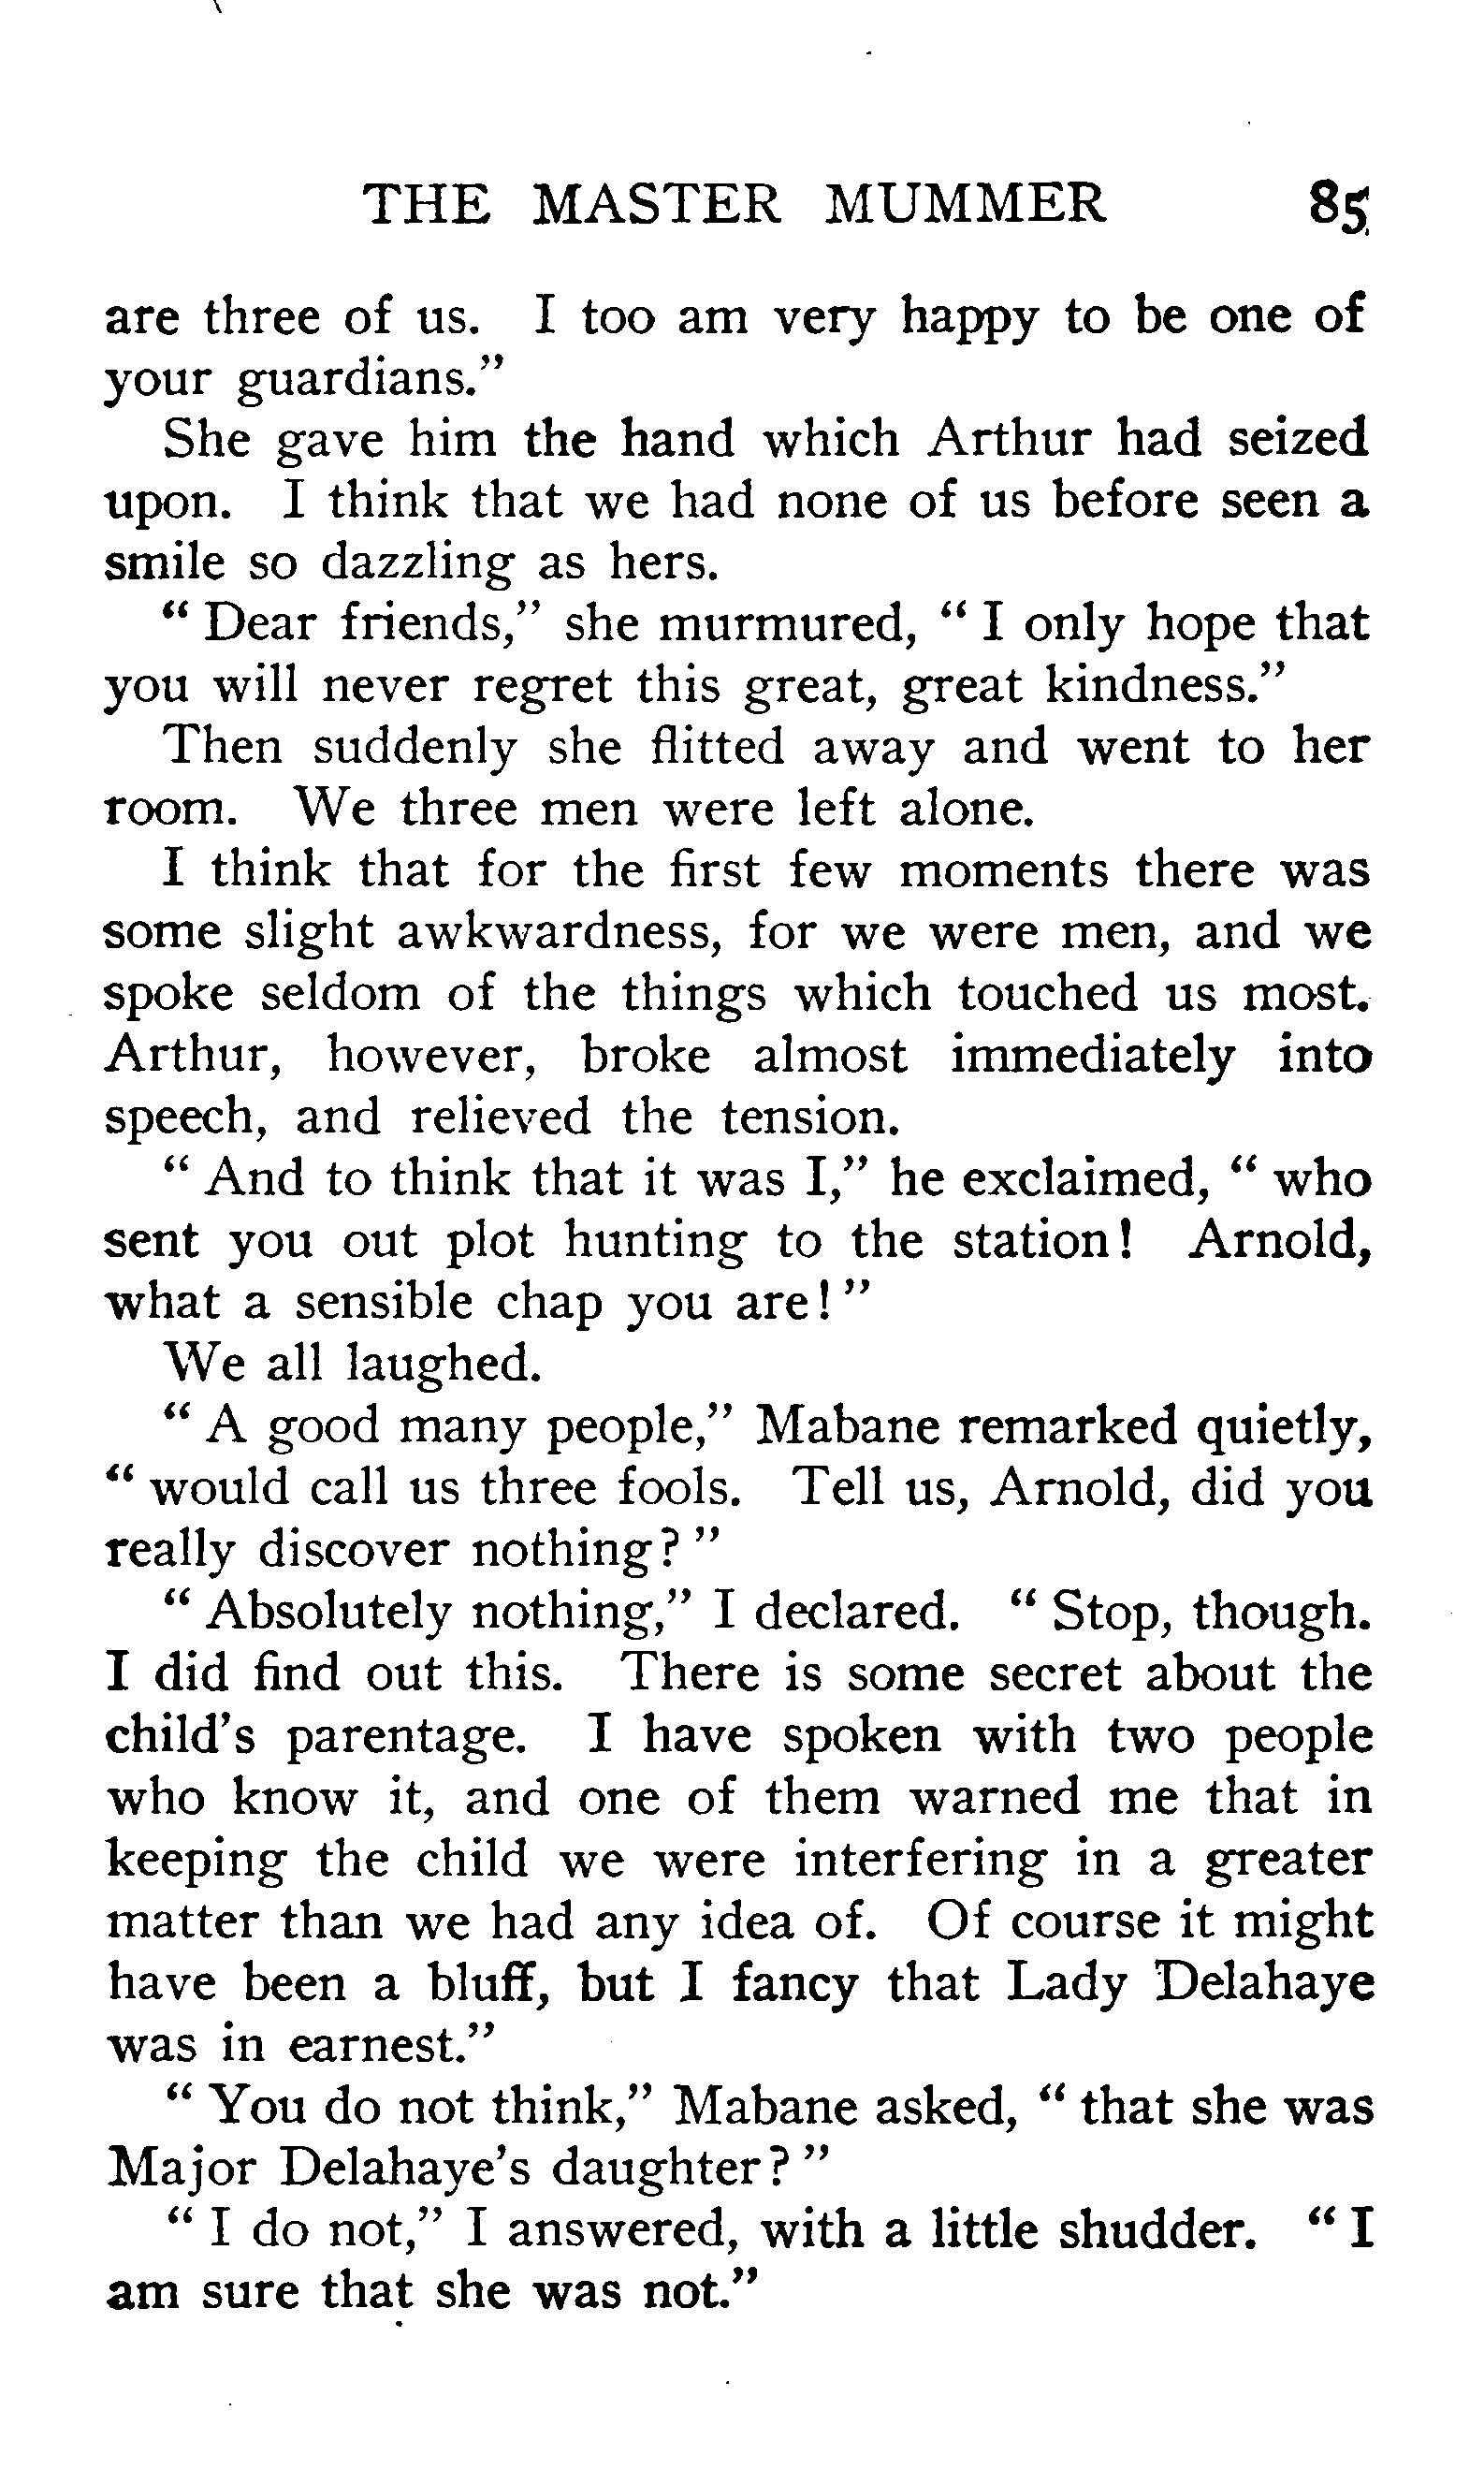 THE MASTER MUMMER 85
are three of us. I too am very happy to be one of
your guardians."
She gave him the hand which Arthur had seized
upon. I think that we had none of us before seen a
smile so dazzling as hers.
" Dear friends," she murmured, " I only hope that
you will never regret this great, great kindness."
Then suddenly she flitted away and went to her
room. We three men were left alone.
I think that for the first few moments there was
some slight awkwardness, for we were men, and we
spoke seldom of the things which touched us most.
Arthur, however, broke almost immediately into
speech, and relieved the tension.
" And to think that it was I," he exclaimed, " who
sent you out plot hunting to the station! Arnold,
what a sensible chap you are! "
We all laughed.
" A good many people," Mabane remarked quietly,
" would call us three fools. Tell us, Arnold, did you
really discover nothing? "
" Absolutely nothing," I declared. " Stop, though.
I did find out this. There is some secret about the
child's parentage. I have spoken with two people
who know it, and one of them warned me that in
keeping the child we were interfering in a greater
matter than we had any idea of. Of course it might
have been a bluff, but I fancy that Lady Delahaye
was in earnest."
" You do not think," Mabane asked, " that she was
Major Delahaye's daughter? "
" I do not," I answered, with a little shudder. " I
am sure that she was not."